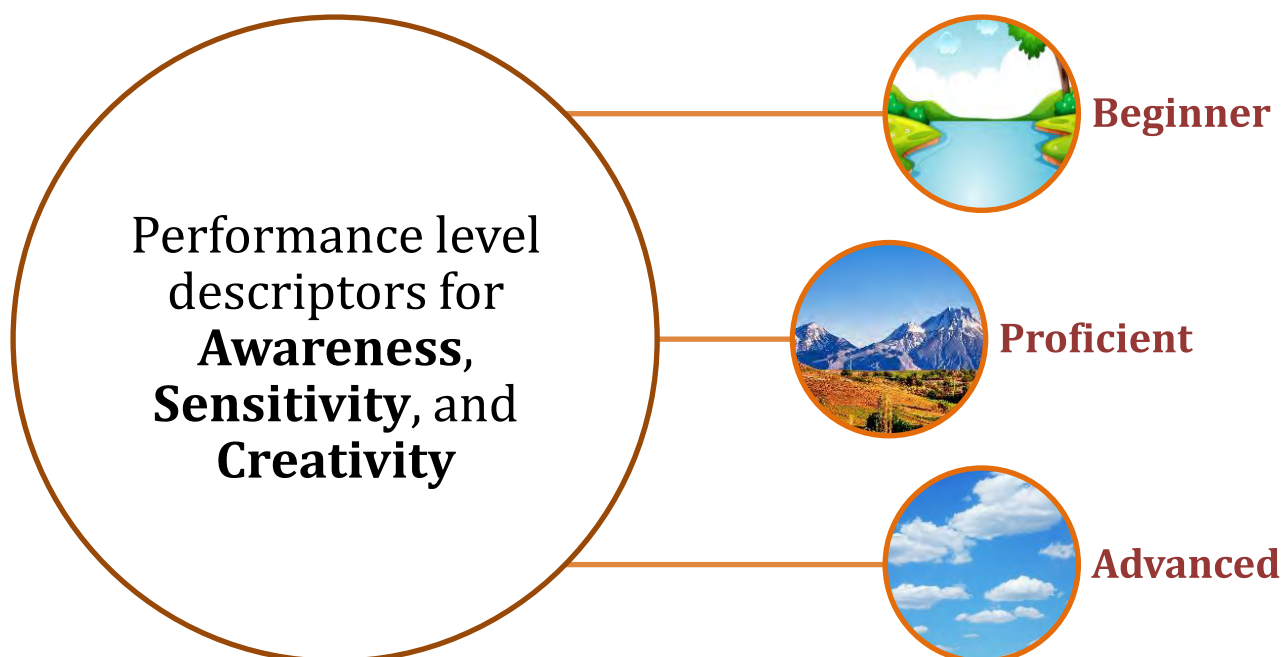 Performance level
descriptors for
Awareness,
Sensitivity, and
Creativity
Beginner
Proficient
Advanced